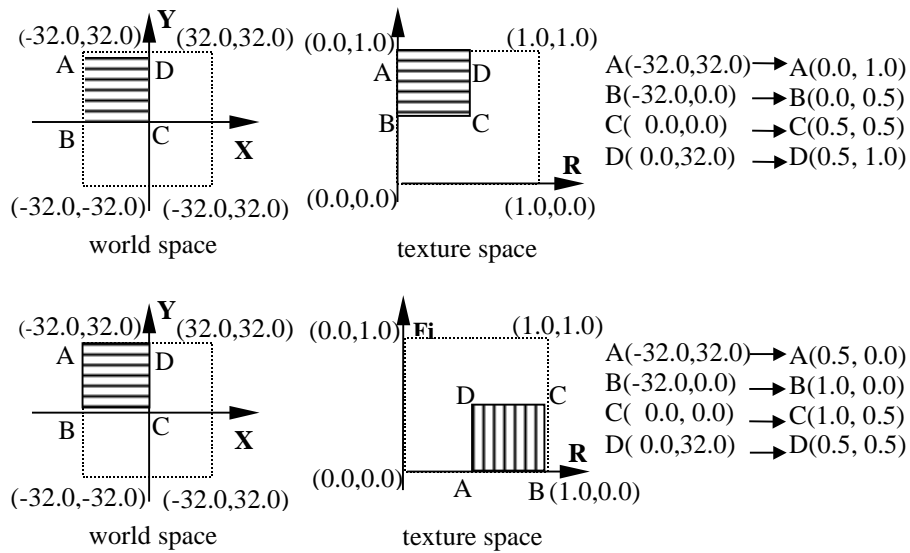 Y
(-32.0,32.0) (32.0,32.0) (0.0,1.0) (1.0,1.0)
A D A D A(-32.0,32.0) A(0.0, 1.0)
B(-32.0,0.0) B(0.0, 0.5)
B C B C C( 0.0,0.0) C(0.5, 0.5)
X R D( 0.0,32.0) D(0.5, 1.0)
(-32.0,-32.0) (-32.0,32.0) (0.0,0.0) (1.0,0.0)
world space texture space
Y
(-32.0,32.0) (32.0,32.0) (0.0,1.0) Fi (1.0,1.0)
A D A(-32.0,32.0) A(0.5, 0.0)
B(-32.0,0.0) B(1.0, 0.0)
B C D C C( 0.0, 0.0) C(1.0, 0.5)
X R D( 0.0,32.0) D(0.5, 0.5)
(-32.0,-32.0) (-32.0,32.0) (0.0,0.0) A B (1.0,0.0)
world space texture space